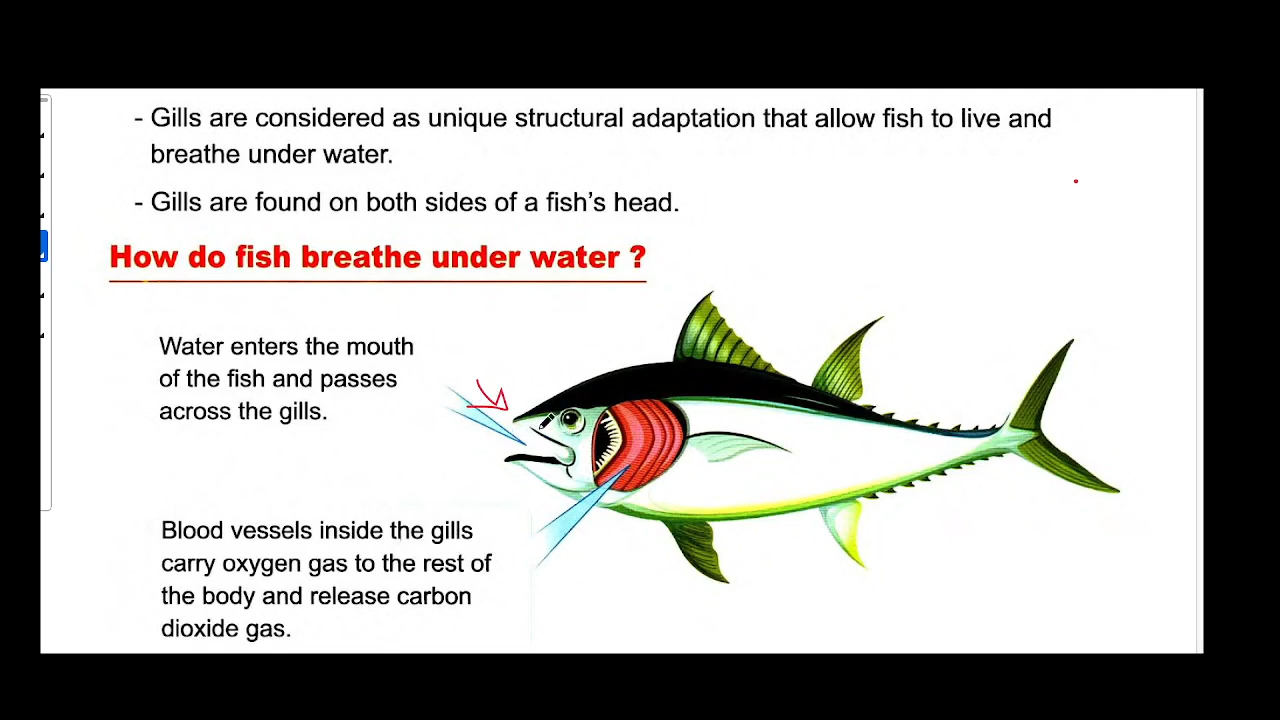 - Gills are considered as unique structural adaptation that allow fish to live and
breathe under water.
- Gills are found on both sides of a fish's head.
How do fish breathe under water ?
Water enters the mouth
of the fish and passes
across the gills.
Blood vessels inside the gills
carry oxygen gas to the rest of
the body and release carbon
dioxide gas.